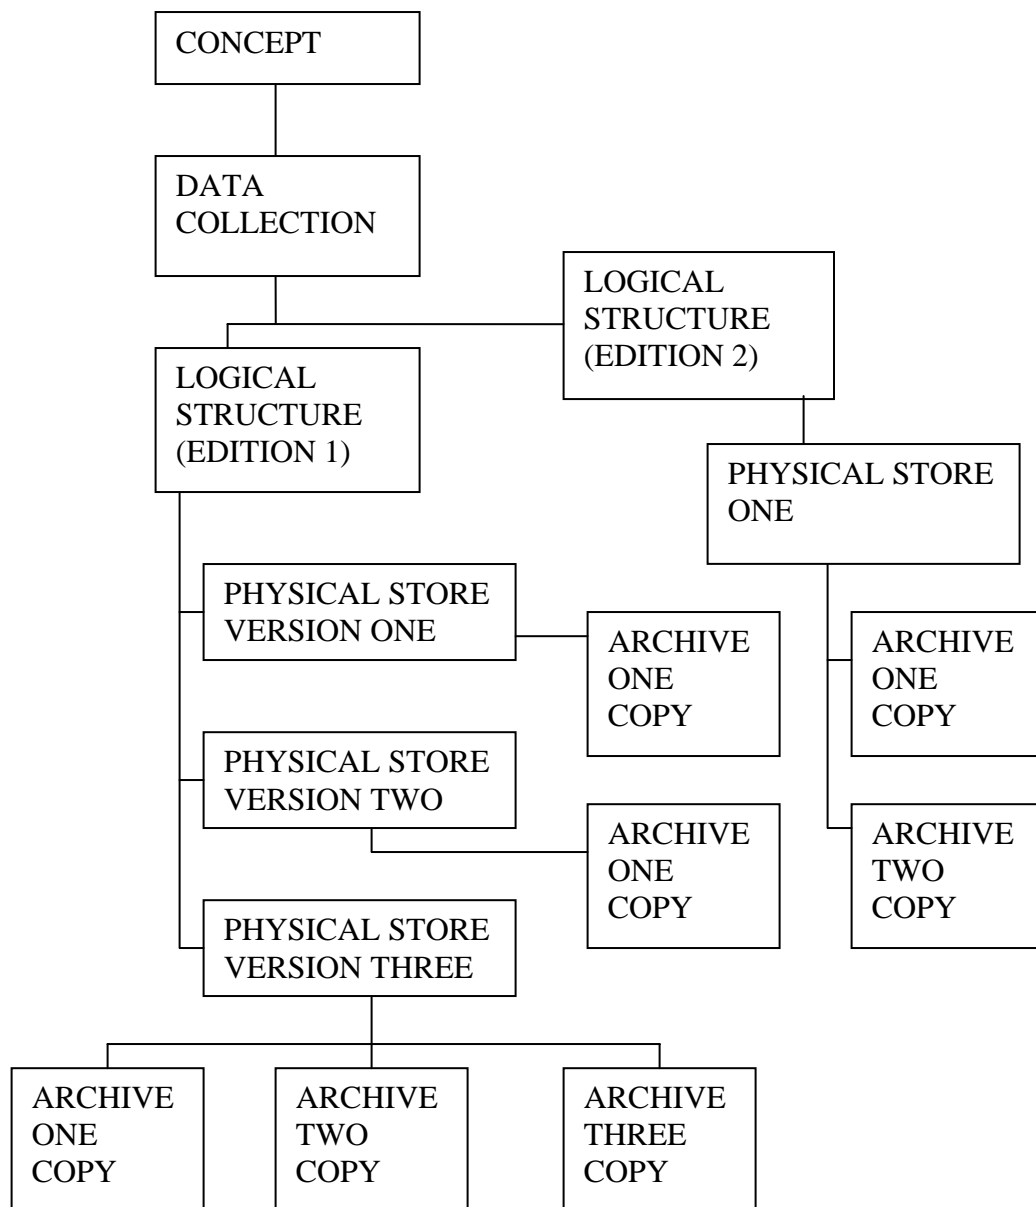 CONCEPT
DATA
COLLECTION
LOGICAL
STRUCTURE
(EDITION 2)
LOGICAL
STRUCTURE
(EDITION 1)
PHYSICAL STORE
ONE
PHYSICAL STORE
VERSION ONE
ARCHIVE
ONE
COPY
ARCHIVE
ONE
COPY
PHYSICAL STORE
VERSION TWO
ARCHIVE
ONE
COPY
ARCHIVE
TWO
COPY
PHYSICAL STORE
VERSION THREE
ARCHIVE
ONE
COPY
ARCHIVE
TWO
COPY
ARCHIVE
THREE
COPY